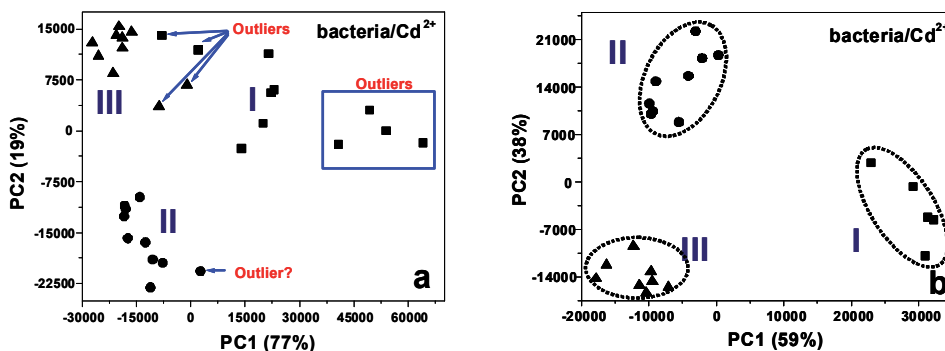 Outliers
bacteria/Cd2+
15000
7500
0
-7500
-15000
-22500
PC2 (19%)
III
I
Outliers
II
Outlier?
a
-30000 -15000 0 15000 30000 45000 60000
PC1 (77%)
bacteria/Cd2+
21000
14000
7000
0
-7000
-14000
PC2 (38%)
II
I
III
b
-20000 -10000 0 10000 20000 30000
PC1 (59%)